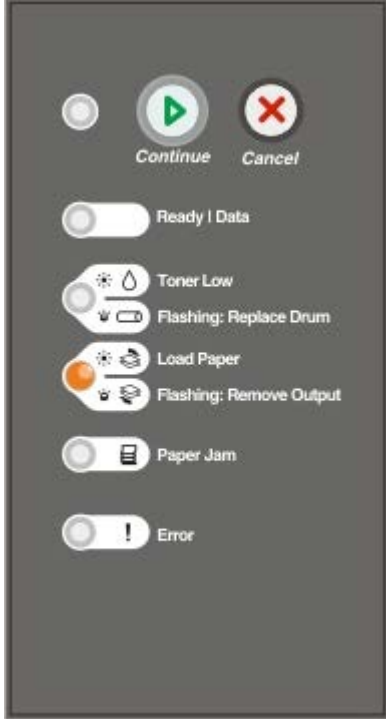 Continue
Cancel
Ready | Data
Toner Low
Flashing: Replace Drum
Load Paper
Flashing: Remove Output
Paper Jam
!
Error